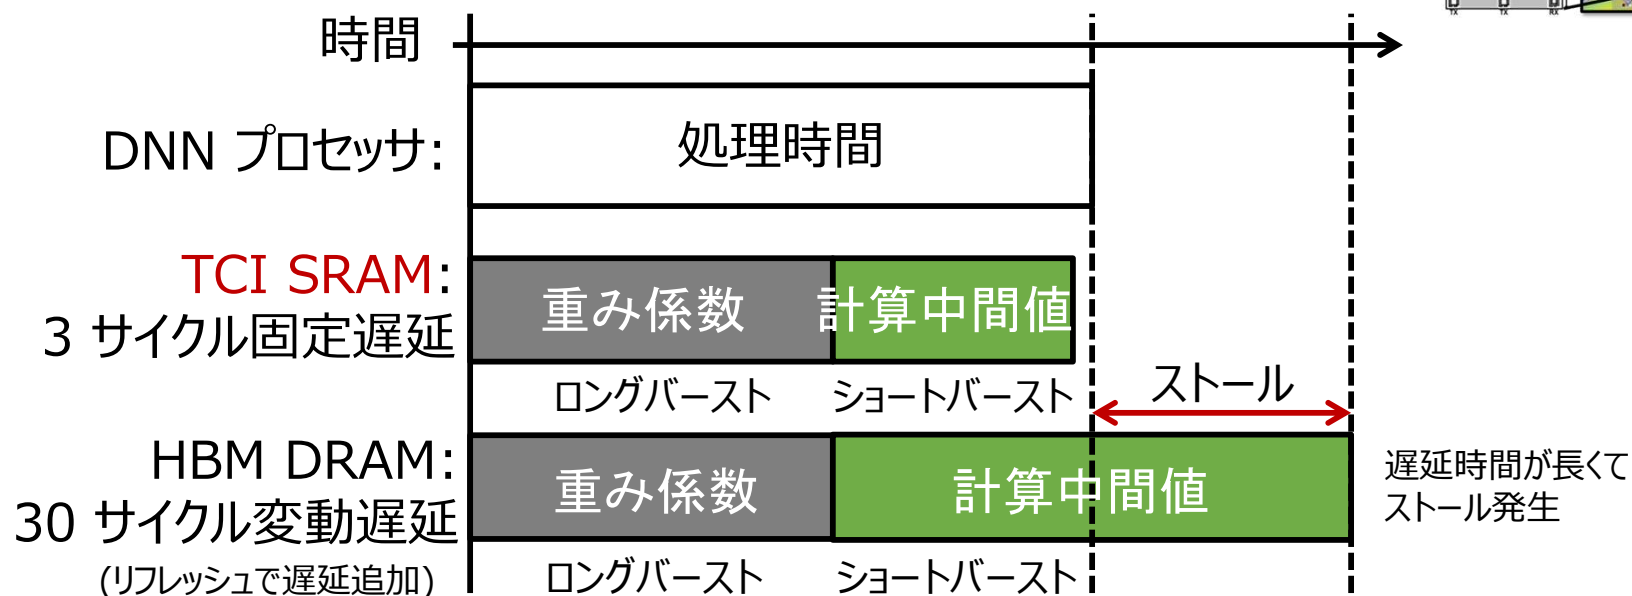 TX TX RX
時間
DNN プロセッサ:
処理時間
TCI SRAM:
3 サイクル固定遅延
重み係数
計算中間値
ロングバースト
ショートバースト
ストール
HBM DRAM:
30 サイクル変動遅延
(リフレッシュで遅延追加)
重み係数
計算中間値
ロングバースト
ショートバースト
遅延時間が長くて
ストール発生